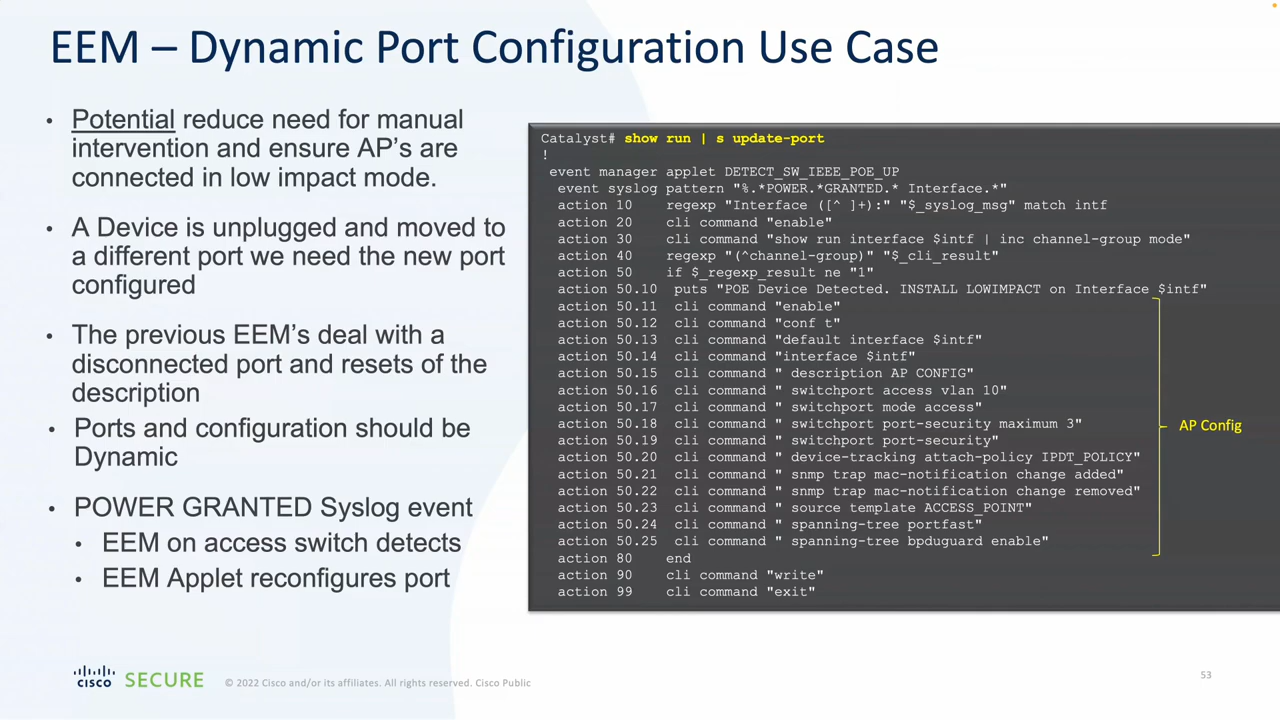 EEM – Dynamic Port Configuration Use Case
• Potential reduce need for manual
intervention and ensure AP's are
connected in low impact mode.
• A Device is unplugged and moved to
a different port we need the new port
configured
• The previous EEM's deal with a
disconnected port and resets of the
description
• Ports and configuration should be
Dynamic
• POWER GRANTED Syslog event
• EEM on access switch detects
• EEM Applet reconfigures port
Catalyst# show run | s update-port
!
event manager applet DETECT_SW_IEEE_POE_UP
event syslog pattern "%.*POWER.*GRANTED.* Interface.*"
action 10 regexp "Interface ([^ ]+):" "$_syslog_msg" match intf
action 20 cli command "enable"
action 30 cli command "show run interface $intf | inc channel-group mode"
action 40 regexp "(^channel-group)" "$_cli_result"
action 50 if $_regexp_result ne "1"
action 50.10 puts "POE Device Detected. INSTALL LOWIMPACT on Interface $intf"
action 50.11 cli command "enable"
action 50.12 cli command "conf t"
action 50.13 cli command "default interface $intf"
action 50.14 cli command "interface $intf"
action 50.15 cli command " description AP CONFIG"
action 50.16 cli command " switchport access vlan 10"
action 50.17 cli command " switchport mode access"
action 50.18 cli command " switchport port-security maximum 3"
action 50.19 cli command " switchport port-security"
action 50.20 cli command " device-tracking attach-policy IPDT_POLICY"
action 50.21 cli command " snmp trap mac-notification change added"
action 50.22 cli command " snmp trap mac-notification change removed"
action 50.23 cli command " source template ACCESS_POINT"
action 50.24 cli command " spanning-tree portfast"
action 50.25 cli command " spanning-tree bpduguard enable"
action 80 end
action 90 cli command "write"
action 99 cli command "exit"
AP Config
CISCO SECURE
© 2022 Cisco and/or its affiliates. All rights reserved. Cisco Public
53